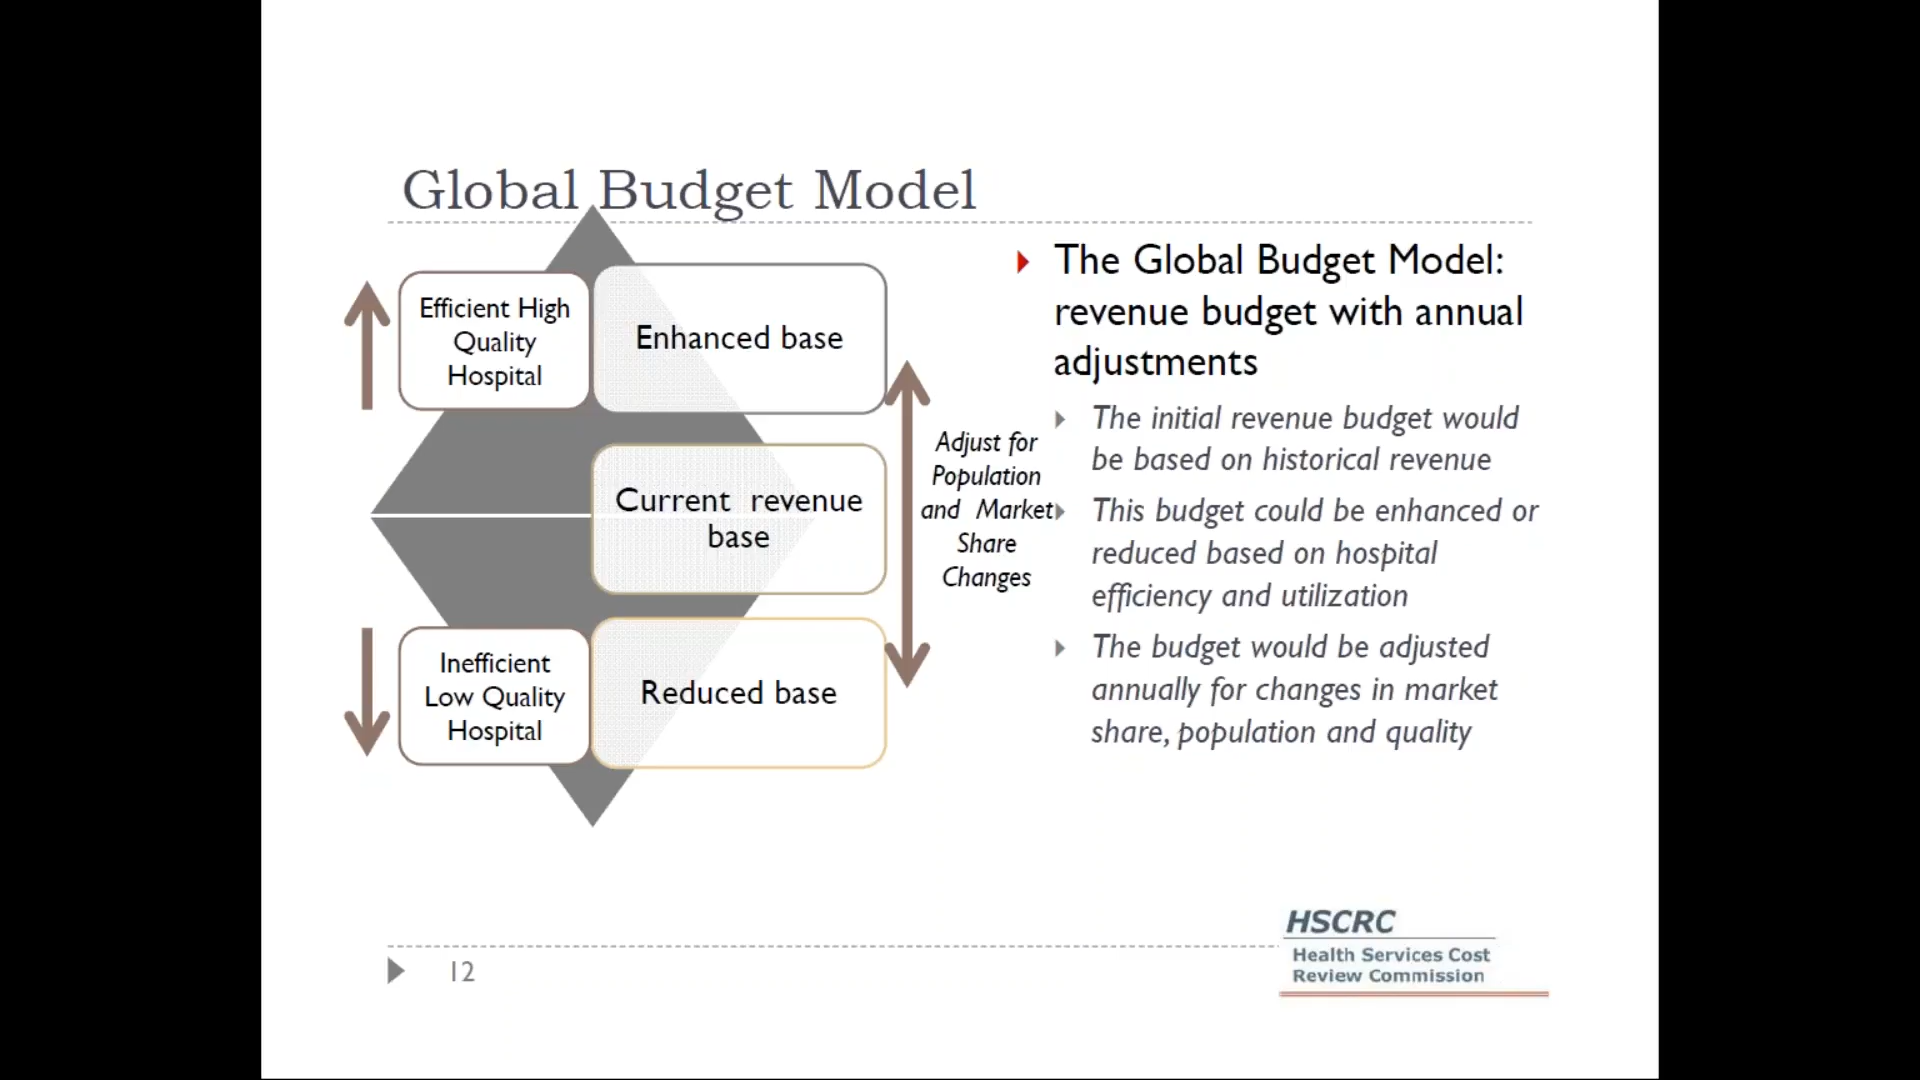 Global Budget Model
Efficient High
Quality
Hospital
Enhanced base
Current revenue
base
Inefficient
Low Quality
Hospital
Reduced base
Adjust for
Population
and Market
Share
Changes
The Global Budget Model:
revenue budget with annual
adjustments
The initial revenue budget would
be based on historical revenue
This budget could be enhanced or
reduced based on hospital
efficiency and utilization
The budget would be adjusted
annually for changes in market
share, population and quality
12
HSCRC
Health Services Cost
Review Commission